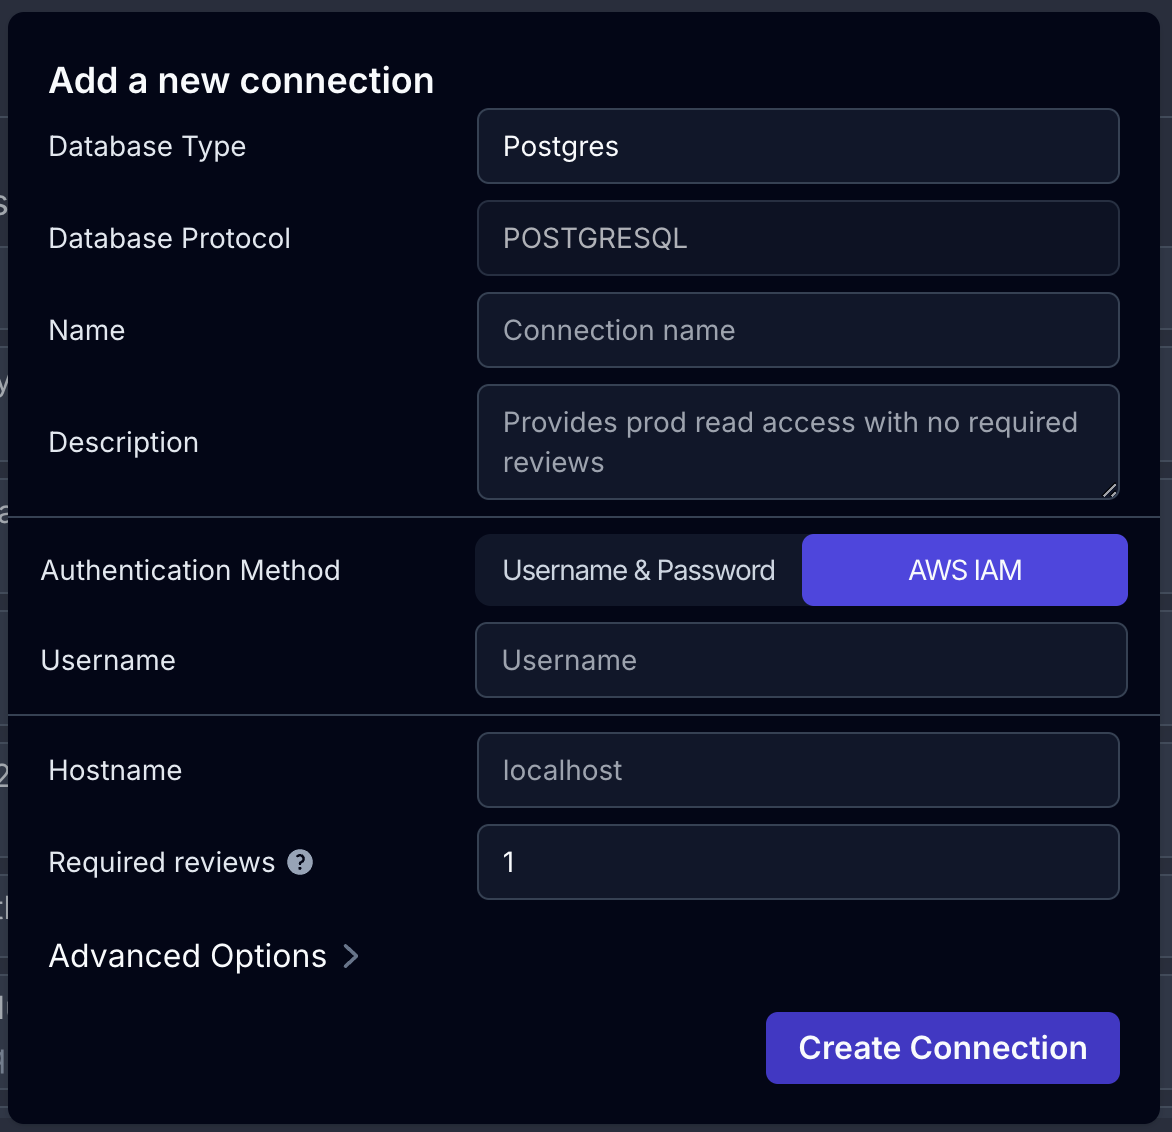 Add a new connection
Database Type
Postgres
Database Protocol
POSTGRESQL
Name
Connection name
Description
Provides prod read access with no required
reviews
Authentication Method
Username & Password
AWS IAM
Username
Username
Hostname
localhost
Required reviews ?
1
Advanced Options
Create Connection